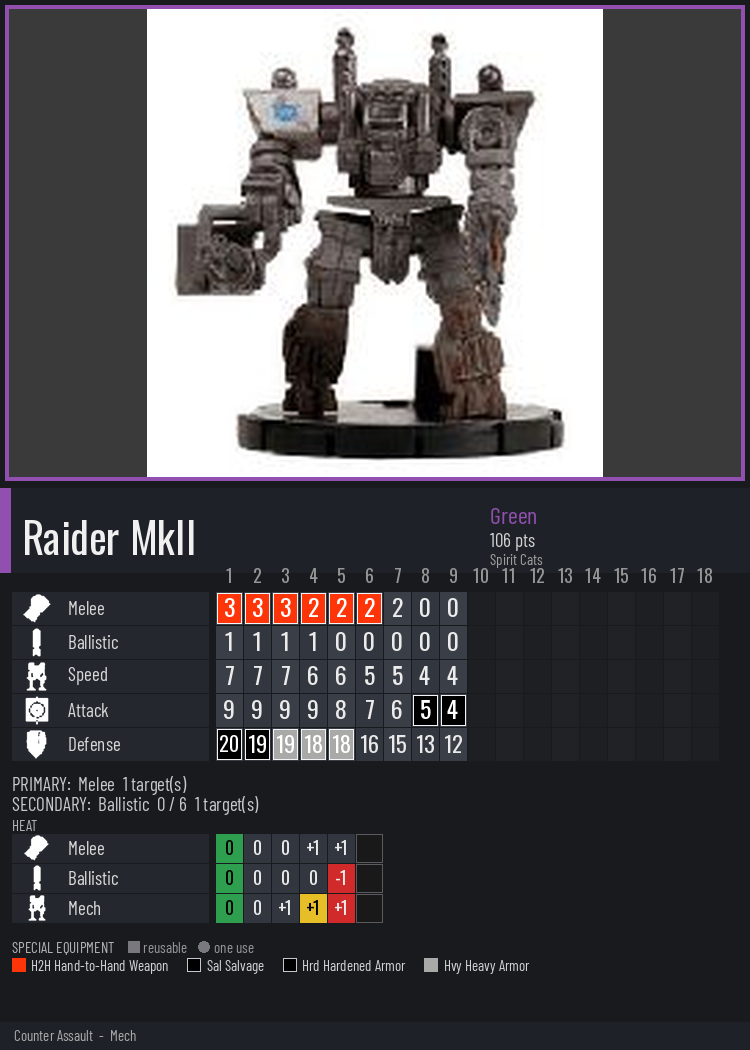 Raider MkII
Green
106 pts
Spirit Cats
1 2 3 4 5 6 7 8 9 10 11 12 13 14 15 16 17 18
Melee 3 3 3 2 2 2 2 0 0
Ballistic 1 1 1 1 0 0 0 0 0
Speed 7 7 7 6 6 5 5 4 4
Attack 9 9 9 9 8 7 6 5 4
Defense 20 19 19 18 18 16 15 13 12
PRIMARY: Melee 1 target(s)
SECONDARY: Ballistic 0 / 6 1 target(s)
HEAT
Melee 0 0 0 +1 +1
Ballistic 0 0 0 0 -1
Mech 0 0 +1 +1 +1
SPECIAL EQUIPMENT reusable one use
H2H Hand-to-Hand Weapon Sal Salvage Hrd Hardened Armor Hvy Heavy Armor
Counter Assault - Mech